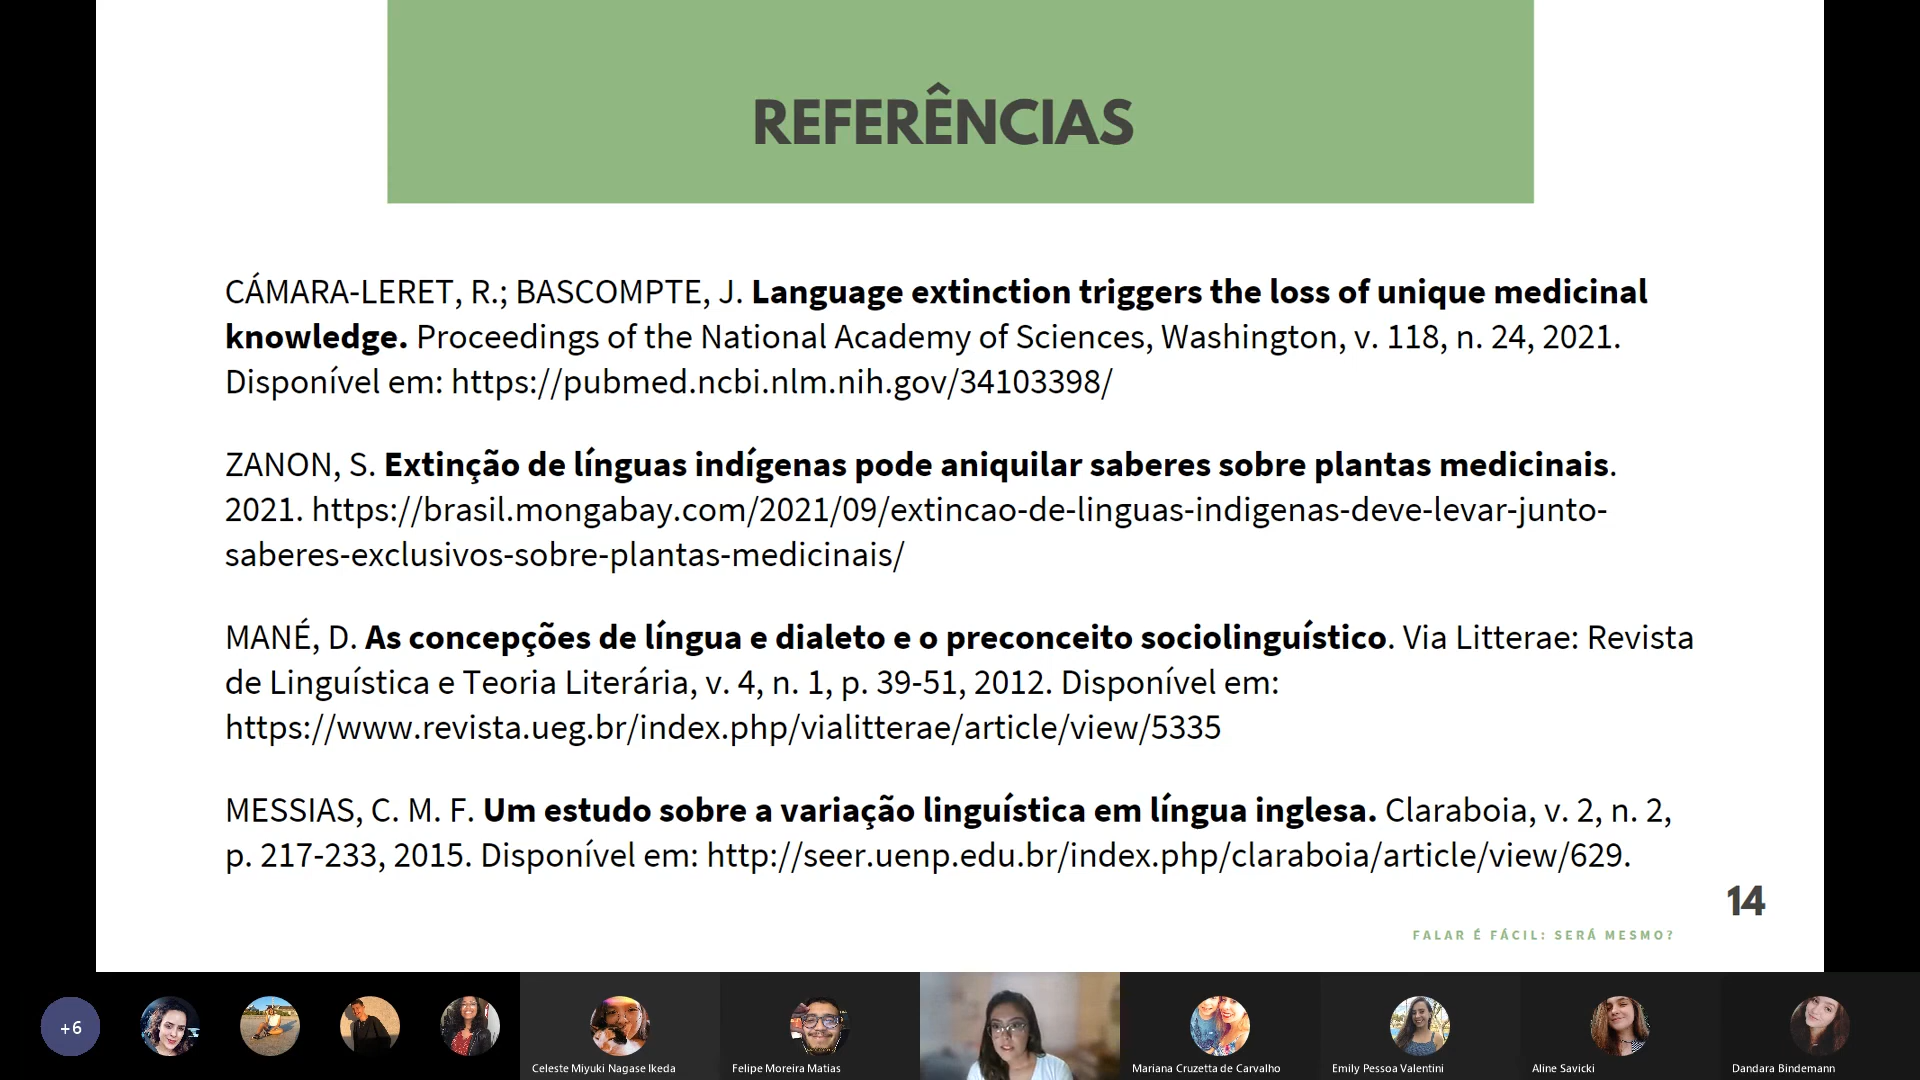 REFERÊNCIAS
CÁMARA-LERET, R.; BASCOMPTE, J. Language extinction triggers the loss of unique medicinal
knowledge. Proceedings of the National Academy of Sciences, Washington, v. 118, n. 24, 2021.
Disponível em: https://pubmed.ncbi.nlm.nih.gov/34103398/
ZANON, S. Extinção de línguas indígenas pode aniquilar saberes sobre plantas medicinais.
2021. https://brasil.mongabay.com/2021/09/extincao-de-linguas-indigenas-deve-levar-junto-
saberes-exclusivos-sobre-plantas-medicinais/
MANÉ, D. As concepções de língua e dialeto e o preconceito sociolinguístico. Via Litterae: Revista
de Linguística e Teoria Literária, v. 4, n. 1, p. 39-51, 2012. Disponível em:
https://www.revista.ueg.br/index.php/vialitterae/article/view/5335
MESSIAS, C. M. F. Um estudo sobre a variação linguística em língua inglesa. Claraboia, v. 2, n. 2,
p. 217-233, 2015. Disponível em: http://seer.uenp.edu.br/index.php/claraboia/article/view/629.
14
FALAR É FÁCIL: SERÁ MESMO?
+6
Celeste Miyuki Nagase Ikeda
Felipe Moreira Matias
Mariana Cruzetta de Carvalho
Emily Pessoa Valentini
Aline Savicki
Dandara Bindemann